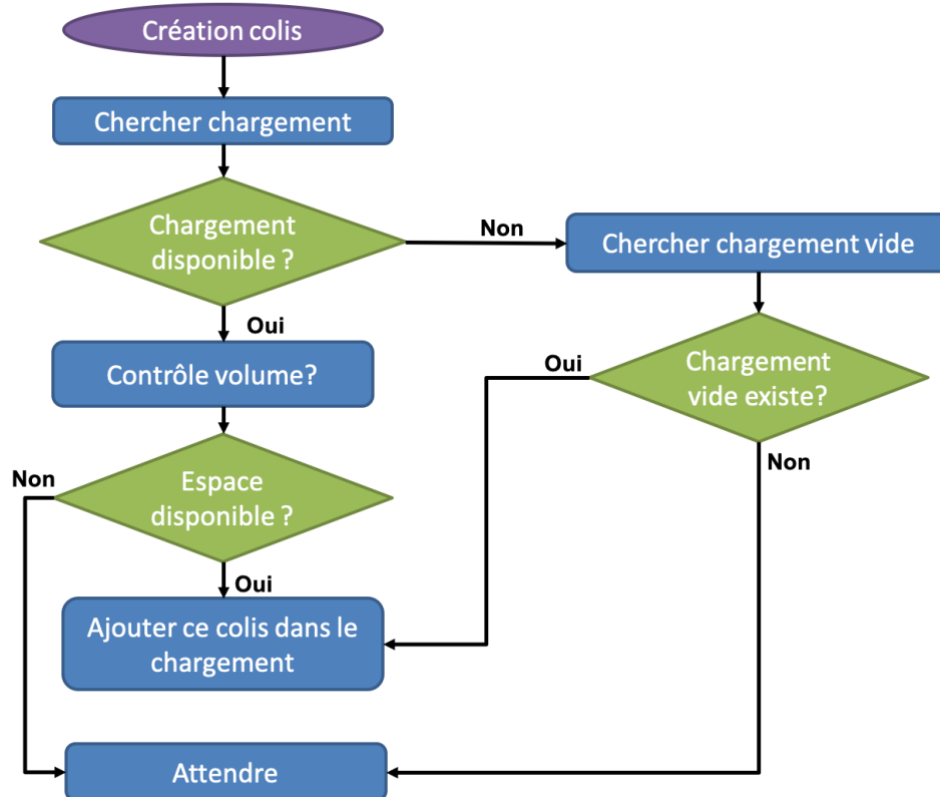 Création colis
Chercher chargement
Chargement
disponible ?
Non
Chercher chargement vide
Oui
Contrôle volume?
Chargement
vide existe?
Oui
Non
Non
Espace
disponible ?
Oui
Ajouter ce colis dans le
chargement
Attendre